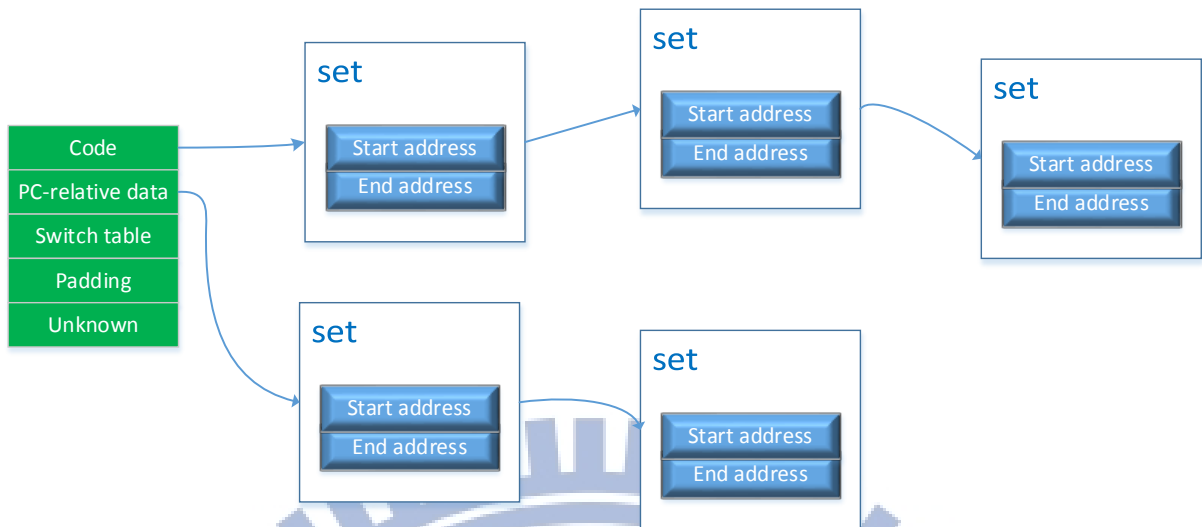 Code
PC-relative data
Switch table
Padding
Unknown
set
Start address
End address
set
Start address
End address
set
Start address
End address
set
Start address
End address
set
Start address
End address